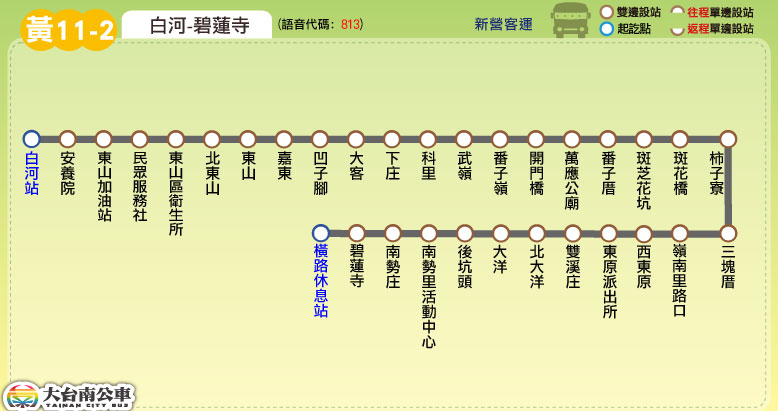 黃11-2
白河-碧蓮寺
(語音代碼：813)
新營客運
雙邊設站
往程單邊設站
起訖點
返程單邊設站
白河站
安養院
東山加油站
民眾服務社
東山區衛生所
北東山
東山
嘉東
凹子腳
大客
下庄
科里
武嶺
番子嶺
開門橋
萬應公廟
番子厝
斑芝花坑
斑花橋
柿子寮
三塊厝
嶺南里路口
西東原
東原派出所
雙溪庄
北大洋
大洋
後坑頭
南勢里活動中心
南勢庄
碧蓮寺
橫路休息站
大台南公車
TAINAN CITY BUS